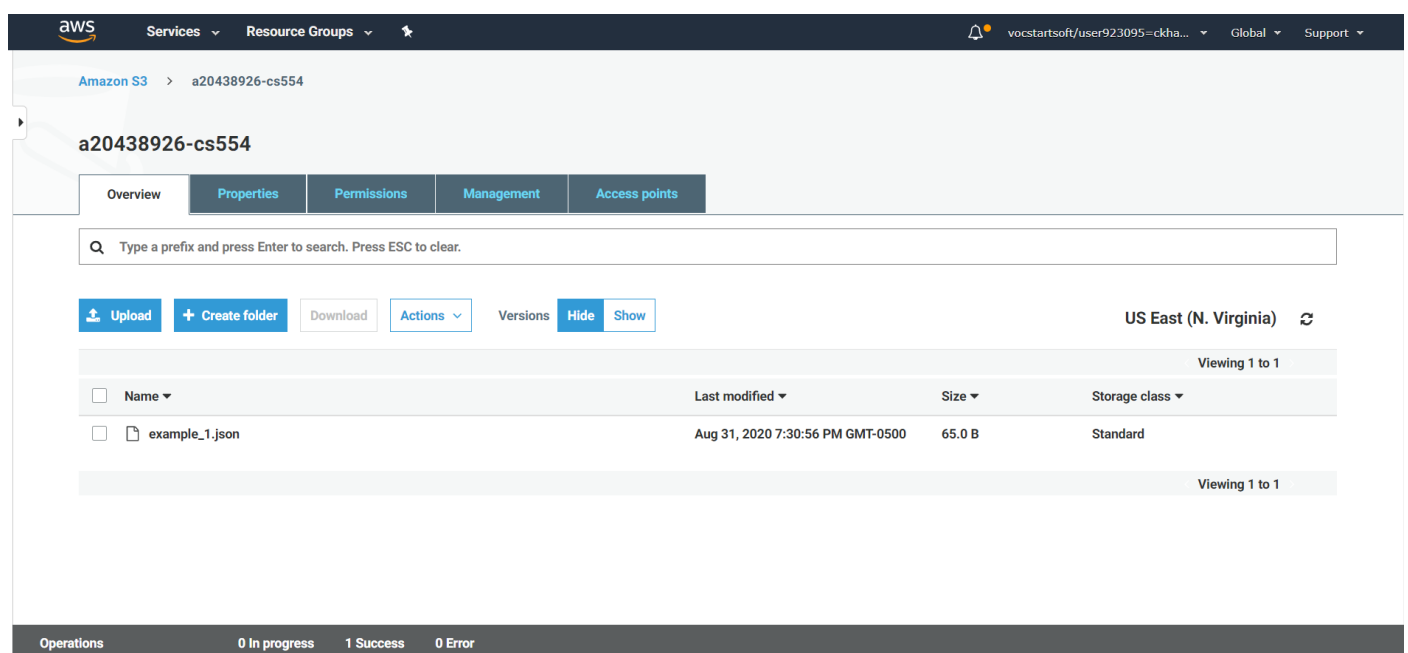 aws Services Resource Groups vocstartsoft/user923095=ckha... Global Support
Amazon S3 > a20438926-cs554
a20438926-cs554
Overview Properties Permissions Management Access points
Type a prefix and press Enter to search. Press ESC to clear.
Upload + Create folder Download Actions Versions Hide Show US East (N. Virginia)
Viewing 1 to 1
Name Last modified Size Storage class
example_1.json Aug 31, 2020 7:30:56 PM GMT-0500 65.0 B Standard
Viewing 1 to 1
Operations 0 In progress 1 Success 0 Error